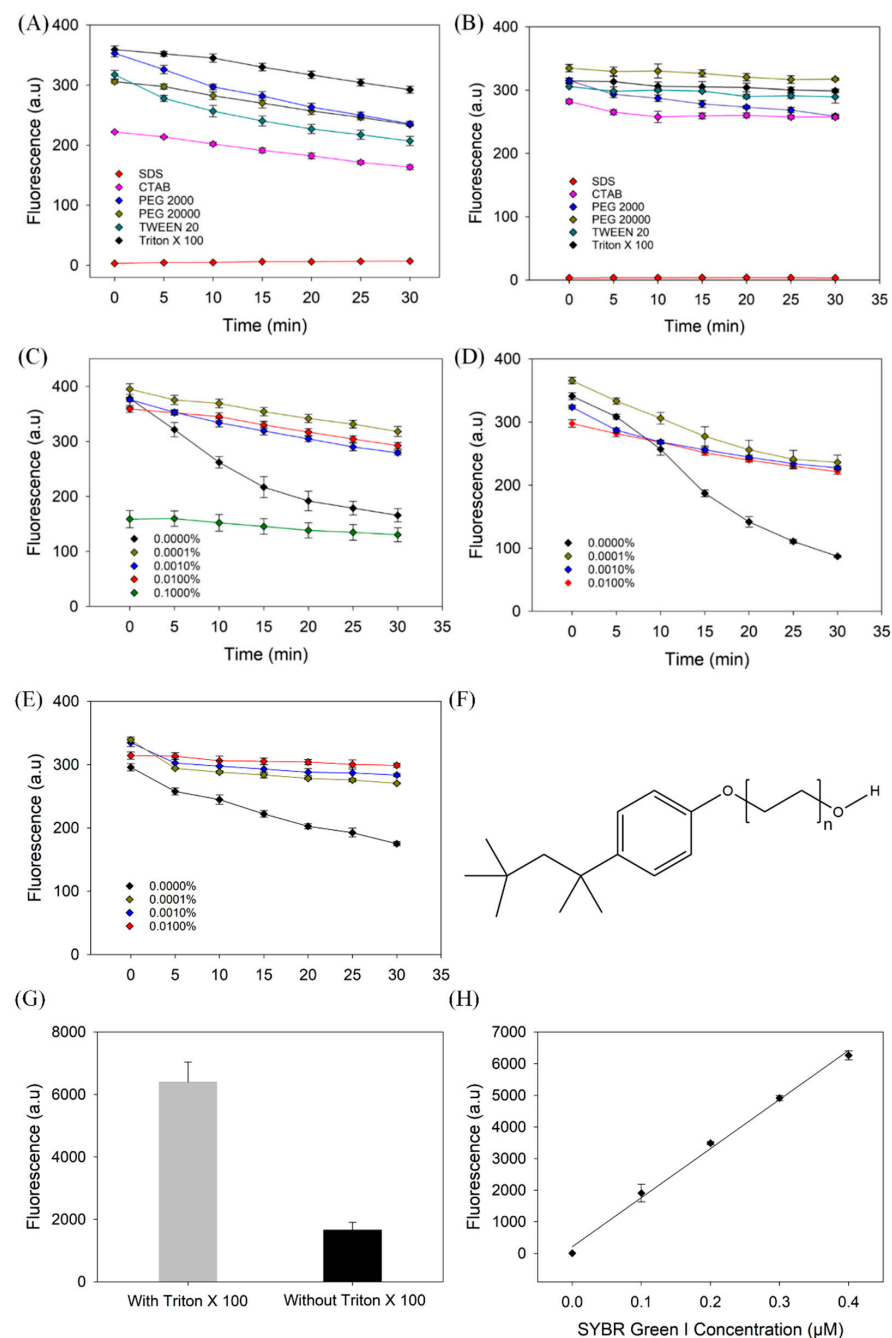 (A)
400
300
200
100
0
Fluorescence (a.u)
SDS
CTAB
PEG 2000
PEG 20000
TWEEN 20
Triton X 100
0 5 10 15 20 25 30
Time (min)
(B)
400
300
200
100
0
Fluorescence (a.u)
SDS
CTAB
PEG 2000
PEG 20000
TWEEN 20
Triton X 100
0 5 10 15 20 25 30 35
Time (min)
(C)
400
300
200
100
0
Fluorescence (a.u)
0.0000%
0.0001%
0.0010%
0.0100%
0.1000%
0 5 10 15 20 25 30
Time (min)
(D)
400
300
200
100
0
Fluorescence (a.u)
0.0000%
0.0001%
0.0010%
0.0100%
0 5 10 15 20 25 30 35
Time (min)
(E)
400
300
200
100
0
Fluorescence (a.u)
0.0000%
0.0001%
0.0010%
0.0100%
0 5 10 15 20 25 30
(F)
O
n
O
H
(G)
8000
6000
4000
2000
0
Fluorescence (a.u)
With Triton X 100 Without Triton X 100
(H)
7000
6000
5000
4000
3000
2000
1000
0
Fluorescence (a.u)
0.0 0.1 0.2 0.3 0.4
SYBR Green I Concentration (µM)